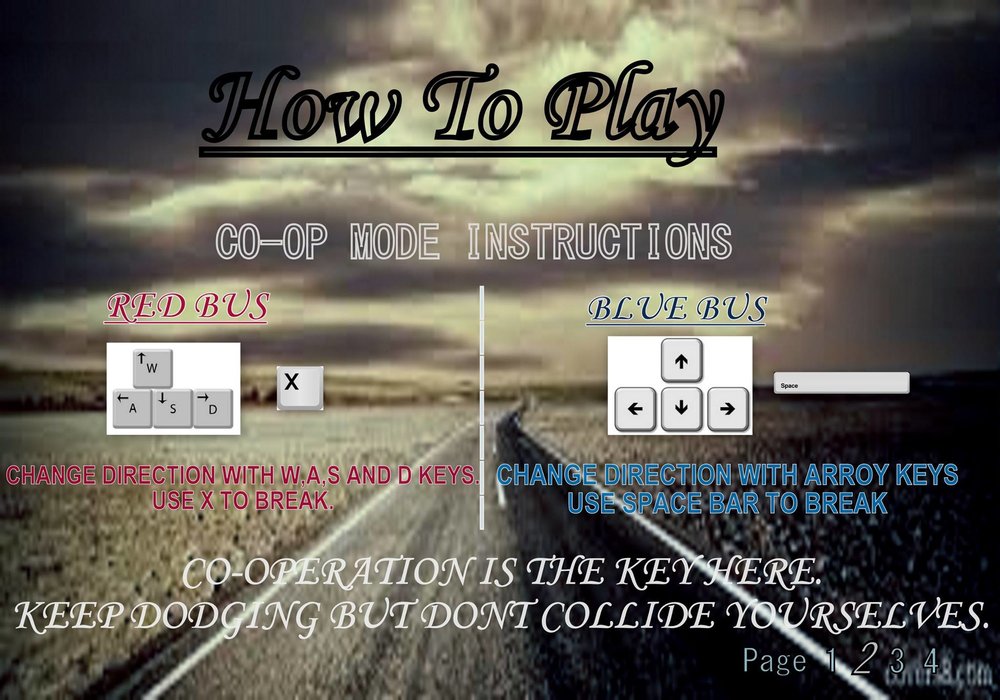 How To Play
CO-OP MODE INSTRUCTIONS
RED BUS
↑ W
← A ↓ S → D
X
CHANGE DIRECTION WITH W,A,S AND D KEYS.
USE X TO BREAK.
BLUE BUS
↑
← ↓ →
Space
CHANGE DIRECTION WITH ARROY KEYS
USE SPACE BAR TO BREAK
CO-OPERATION IS THE KEY HERE.
KEEP DODGING BUT DONT COLLIDE YOURSELVES.
Page 1 2 3 4